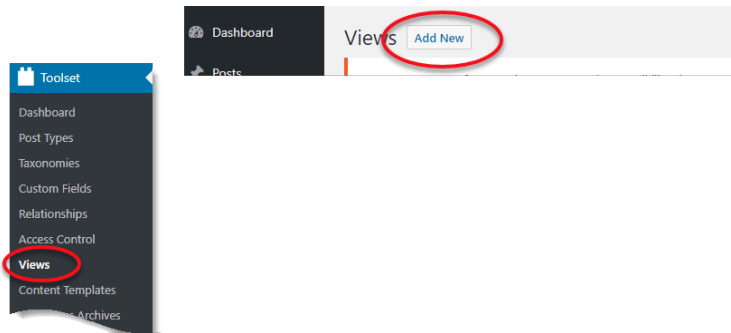 Dashboard
Views Add New
Posts
Toolset
Dashboard
Post Types
Taxonomies
Custom Fields
Relationships
Access Control
Views
Content Templates
Archives